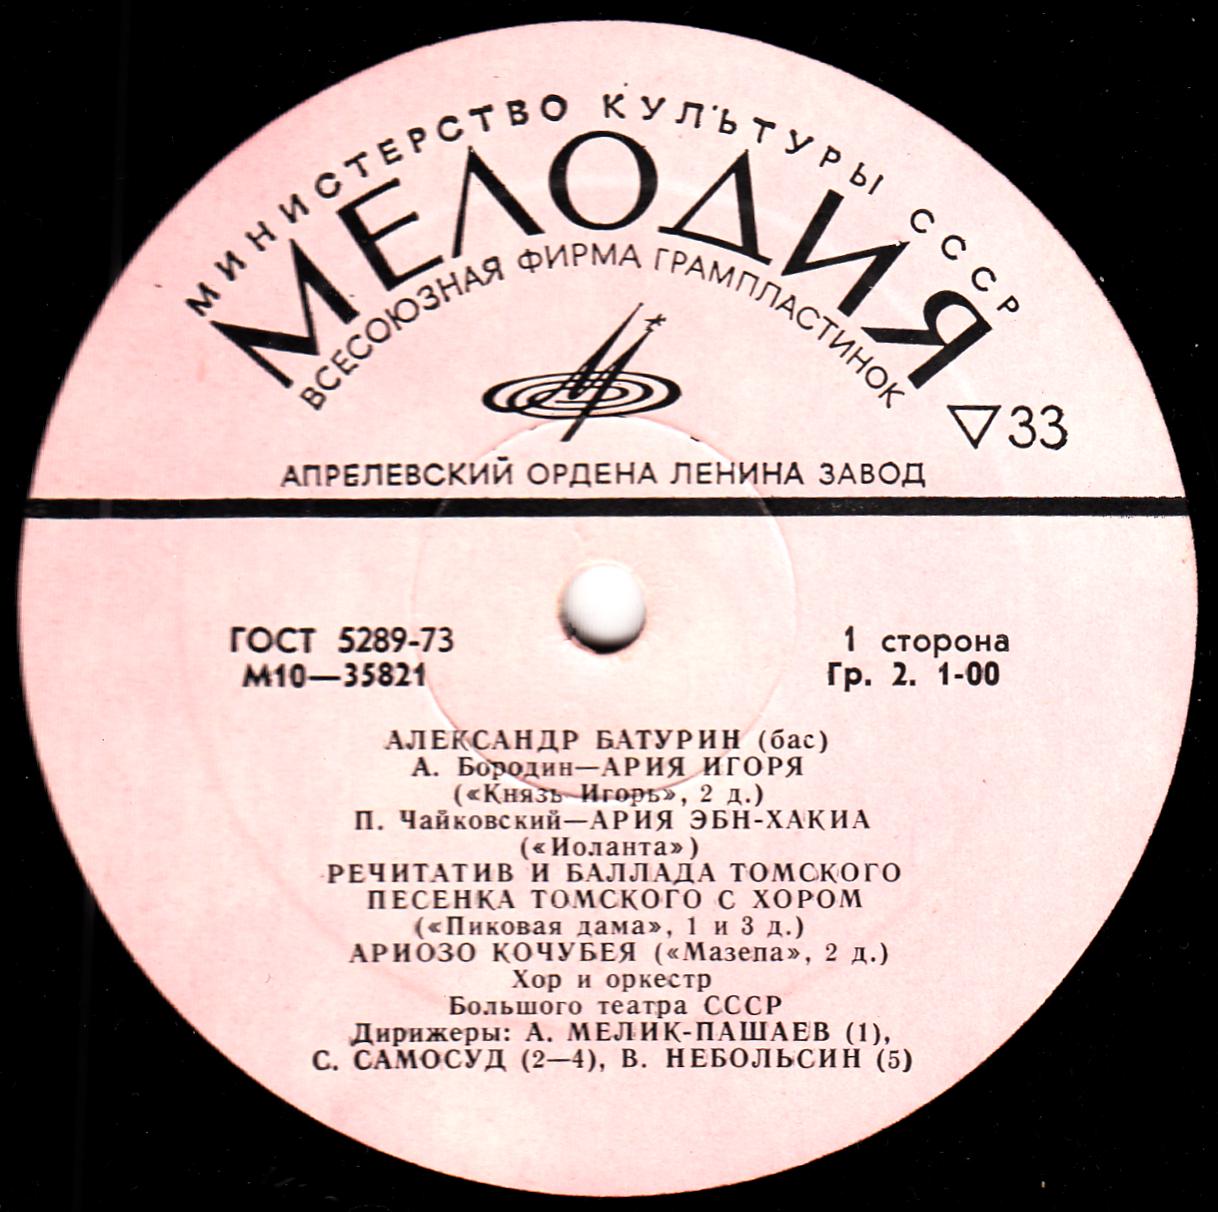 МИНИСТЕРСТВО КУЛЬТУРЫ СССР
МЕЛОДИЯ
ВСЕСОЮЗНАЯ ФИРМА ГРАМПЛАСТИНОК
▽33
АПРЕЛЕВСКИЙ ОРДЕНА ЛЕНИНА ЗАВОД
ГОСТ 5289-73
М10—35821
1 сторона
Гр. 2. 1-00
АЛЕКСАНДР БАТУРИН (бас)
А. Бородин—АРИЯ ИГОРЯ
(«Князь Игорь», 2 д.)
П. Чайковский—АРИЯ ЭБН-ХАКИА
(«Иоланта»)
РЕЧИТАТИВ И БАЛЛАДА ТОМСКОГО
ПЕСЕНКА ТОМСКОГО С ХОРОМ
(«Пиковая дама», 1 и 3 д.)
АРИОЗО КОЧУБЕЯ («Мазепа», 2 д.)
Хор и оркестр
Большого театра СССР
Дирижеры: А. МЕЛИК-ПАШАЕВ (1),
С. САМОСУД (2—4), В. НЕБОЛЬСИН (5)